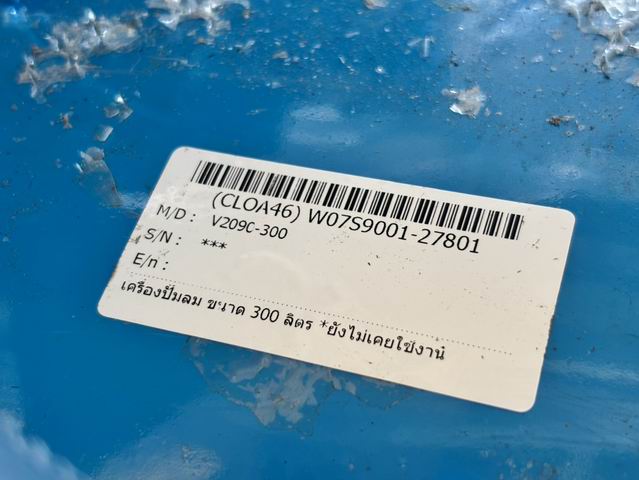 (CLOA46) W07S9001-27801
M/D : V209C-300
S/N : ***
E/n :
เครื่องปั๊มลม ขนาด 300 ลิตร *ยังไม่เคยใช้งาน